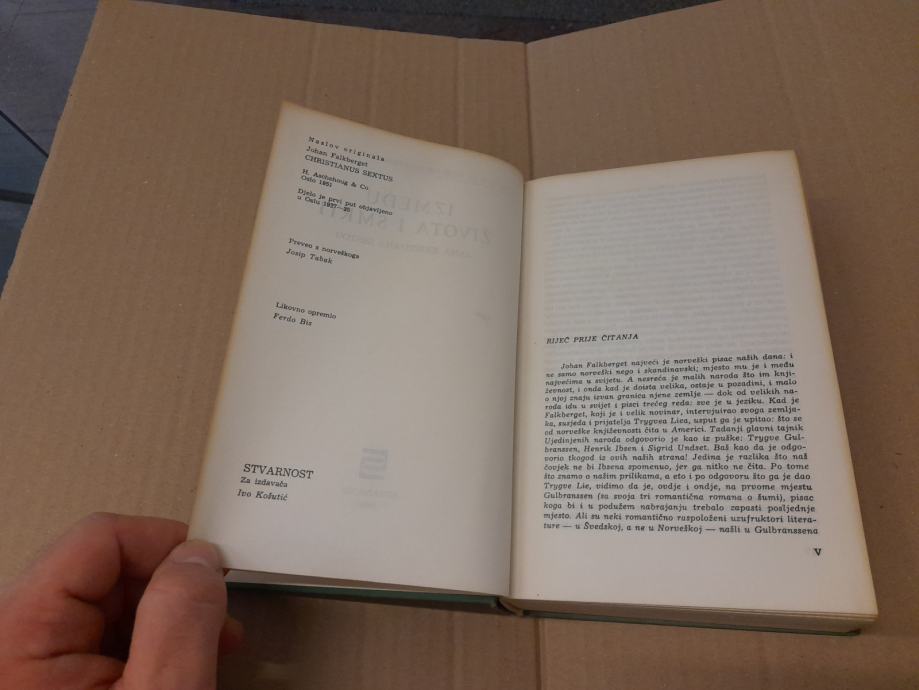 Naslov originala
Johan Falkberget
CHRISTIANUS SEXTUS
H. Aschehoug & Co.
Oslo 1951
Djelo je prvi put objavljeno
u Oslu 1927—35
Preveo s norveškoga
Josip Tabak
Likovno opremio
Ferdo Bis
STVARNOST
Za izdavača
Ivo Košutić
RIJEČ PRIJE ČITANJA
Johan Falkberget najveći je norveški pisac naših dana; i
ne samo norveški nego i skandinavski; mjesto mu je i među
najvećima u svijetu. A nesreća je malih naroda što im knji-
ževnost, i onda kad je doista velika, ostaje u pozadini, i malo
o njoj znaju izvan granica njene zemlje — dok od velikih na-
roda idu u svijet i pisci trećeg reda: sve je u jeziku. Kad je
Falkberget, koji je i velik novinar, intervjuirao svoga zemlja-
ka, susjeda i prijatelja Trygvea Liea, usput ga je upitao: što se
od norveške književnosti čita u Americi. Tadanji glavni tajnik
Ujedinjenih naroda odgovorio je kao iz puške: Trygve Gul-
branssen, Henrik Ibsen i Sigrid Undset. Baš kao da je odgo-
vorio tkogod iz ovih naših strana! Jedina je razlika što naš
čovjek ne bi Ibsena spomenuo, jer ga nitko ne čita. Po tome
što znamo o našim prilikama, a eto i po odgovoru što ga je dao
Trygve Lie, vidimo da je, ovdje i ondje, na prvome mjestu
Gulbranssen (sa svoja tri romantična romana o šumi), pisac
koga bi i u podužem nabrajanju trebalo zapasti posljednje
mjesto. Ali su neki romantično raspoloženi uzufruktori litera-
ture — u Švedskoj, a ne u Norveškoj — našli u Gulbranssena
V